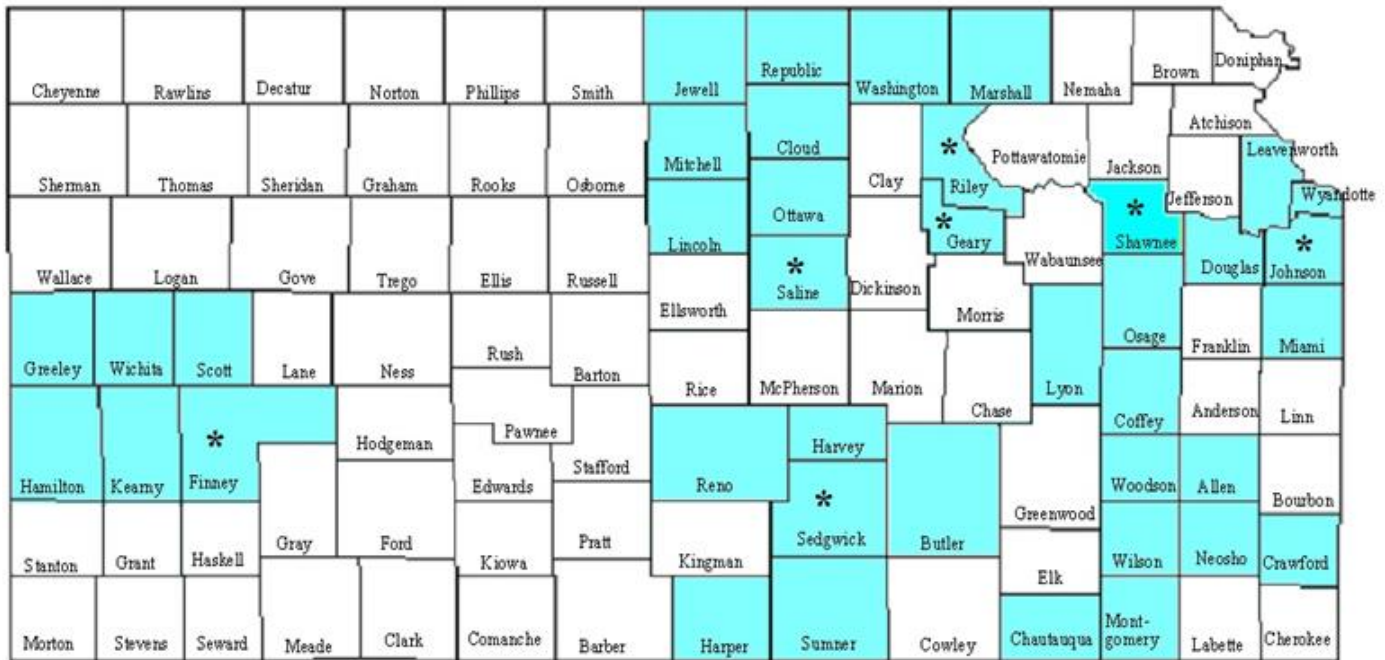 Cheyenne
Rawlins
Decatur
Norton
Phillips
Smith
Jewell
Republic
Washington
Marshall
Nemaha
Brown
Doniphan
Sherman
Thomas
Sheridan
Graham
Rooks
Osborne
Mitchell
Cloud
Clay
*
Riley
Pottawatomie
Jackson
Atchison
Jefferson
Leavenworth
Wyandotte
Wallace
Logan
Gove
Trego
Ellis
Russell
Lincoln
Ottawa
*
Saline
Dickinson
*
Geary
Wabaunsee
*
Shawnee
Douglas
*
Johnson
Greeley
Wichita
Scott
Lane
Ness
Rush
Barton
Ellsworth
Rice
McPherson
Marion
Morris
Chase
Lyon
Osage
Franklin
Miami
Hamilton
Kearny
*
Finney
Hodgeman
Pawnee
Edwards
Stafford
Reno
Harvey
*
Sedgwick
Butler
Greenwood
Coffey
Anderson
Linn
Woodson
Allen
Bourbon
Stanton
Grant
Haskell
Gray
Ford
Kiowa
Pratt
Kingman
Elk
Wilson
Neosho
Crawford
Morton
Stevens
Seward
Meade
Clark
Comanche
Barber
Harper
Sumner
Cowley
Chautauqua
Mont-
gomery
Labette
Cherokee